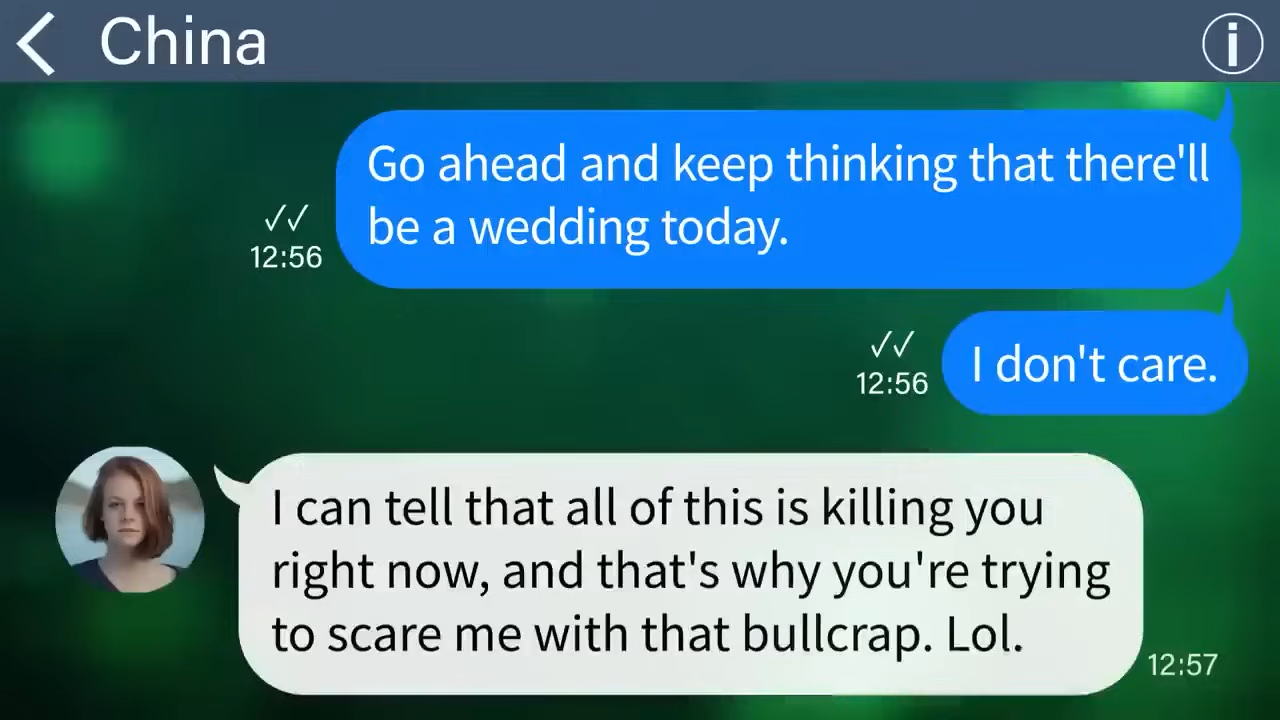 China
Go ahead and keep thinking that there'll
be a wedding today.
✓✓
12:56
I don't care.
✓✓
12:56
I can tell that all of this is killing you
right now, and that's why you're trying
to scare me with that bullcrap. Lol.
12:57